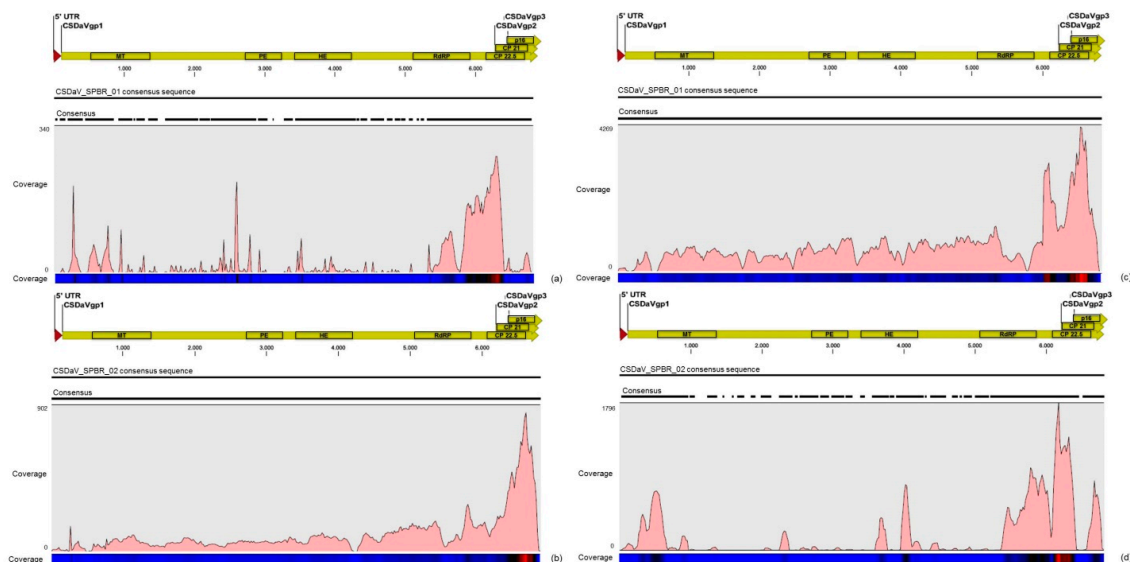 5' UTR
CSDaVgp1
CSDaVgp3
CSDaVgp2
p16
CP 21
MT
PE
HE
RdRP
CP 22.5
1.000
2.000
3.000
4.000
5.000
6.000
CSDaV_SPBR_01 consensus sequence
Consensus
340
Coverage
0
Coverage
(a)
5' UTR
CSDaVgp1
CSDaVgp3
CSDaVgp2
p16
CP 21
MT
PE
HE
RdRP
CP 22.5
1.000
2.000
3.000
4.000
5.000
6.000
CSDaV_SPBR_02 consensus sequence
Consensus
902
Coverage
0
Coverage
(b)
5' UTR
CSDaVgp1
CSDaVgp3
CSDaVgp2
p16
CP 21
MT
PE
HE
RdRP
CP 22.5
1.000
2.000
3.000
4.000
5.000
6.000
CSDaV_SPBR_01 consensus sequence
Consensus
4269
Coverage
0
Coverage
(c)
5' UTR
CSDaVgp1
CSDaVgp3
CSDaVgp2
p16
CP 21
MT
PE
HE
RdRP
CP 22.5
1.000
2.000
3.000
4.000
5.000
6.000
CSDaV_SPBR_02 consensus sequence
Consensus
1796
Coverage
0
Coverage
(d)